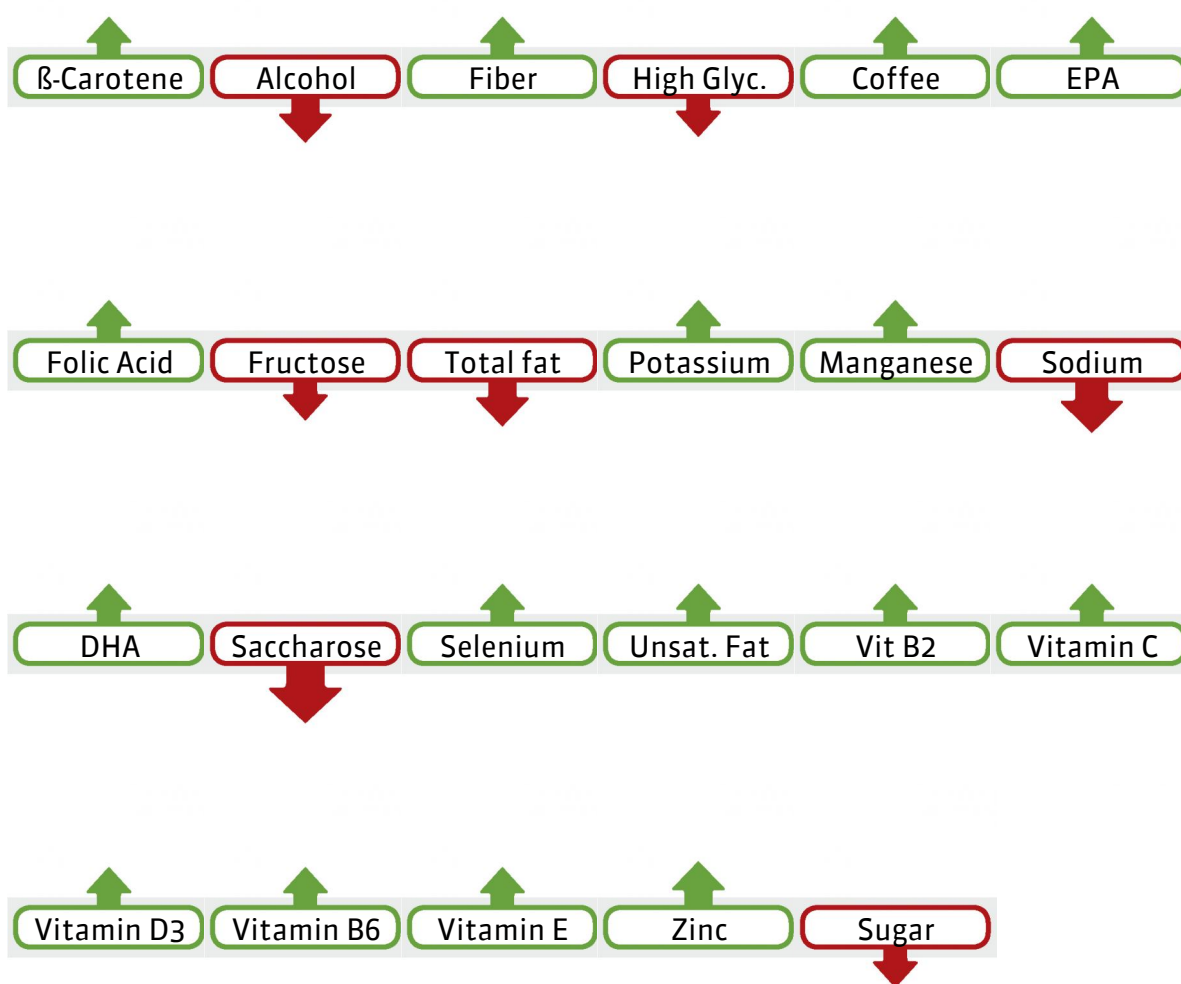 ß-Carotene Alcohol Fiber High Glyc. Coffee EPA
Folic Acid Fructose Total fat Potassium Manganese Sodium
DHA Saccharose Selenium Unsat. Fat Vit B2 Vitamin C
Vitamin D3 Vitamin B6 Vitamin E Zinc Sugar